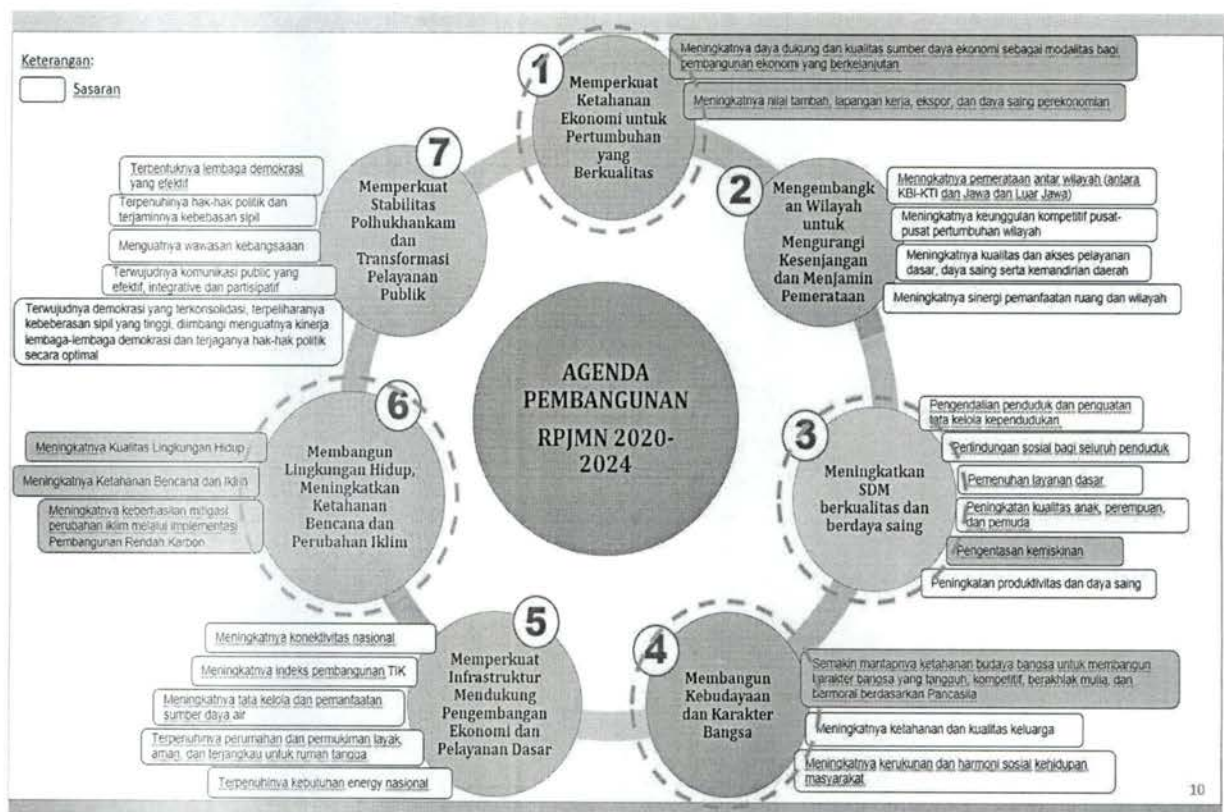 Keterangan:
Sasaran
1
Memperkuat
Ketahanan
Ekonomi untuk
Pertumbuhan
yang
Berkualitas
Meningkatnya daya dukung dan kualitas sumber daya ekonomi sebagai modalitas bagi
pembangunan ekonomi yang berkelanjutan
Meningkatnya nilai tambah, lapangan kerja, ekspor, dan daya saing perekonomian
2
Mengembangk
an Wilayah
untuk
Mengurangi
Kesenjangan
dan Menjamin
Pemerataan
Meningkatnya pemerataan antar wilayah (antara
KBI-KTI dan Jawa dan Luar Jawa)
Meningkatnya keunggulan kompetitif pusat-
pusat pertumbuhan wilayah
Meningkatnya kualitas dan akses pelayanan
dasar, daya saing serta kemandirian daerah
Meningkatnya sinergi pemanfaatan ruang dan wilayah
3
Meningkatkan
SDM
berkualitas dan
berdaya saing
Pengendalian penduduk dan penguatan
tata kelola kependudukan
Perlindungan sosial bagi seluruh penduduk
Pemenuhan layanan dasar
Peningkatan kualitas anak, perempuan,
dan pemuda
Pengentasan kemiskinan
Peningkatan produktivitas dan daya saing
4
Membangun
Kebudayaan
dan Karakter
Bangsa
Semakin mantapnya ketahanan budaya bangsa untuk membangun
karakter bangsa yang tangguh, kompetitif, berakhlak mulia, dan
bermoral berdasarkan Pancasila
Meningkatnya ketahanan dan kualitas keluarga
Meningkatnya kerukunan dan harmoni sosial kehidupan
masyarakat
5
Memperkuat
Infrastruktur
Mendukung
Pengembangan
Ekonomi dan
Pelayanan Dasar
Meningkatnya konektivitas nasional
Meningkatnya indeks pembangunan TIK
Meningkatnya tata kelola dan pemanfaatan
sumber daya air
Terpenuhinya perumahan dan permukiman layak,
aman, dan terjangkau untuk rumah tangga
Terpenuhinya kebutuhan energy nasional
6
Membangun
Lingkungan Hidup,
Meningkatkan
Ketahanan
Bencana dan
Perubahan Iklim
Meningkatnya Kualitas Lingkungan Hidup
Meningkatnya Ketahanan Bencana dan Iklim
Meningkatnya keberhasilan mitigasi
perubahan iklim melalui implementasi
Pembangunan Rendah Karbon
7
Memperkuat
Stabilitas
Polhukhankam
dan
Transformasi
Pelayanan
Publik
Terbentuknya lembaga demokrasi
yang efektif
Terpenuhinya hak-hak politik dan
terjaminnya kebebasan sipil
Menguatnya wawasan kebangsaaan
Terwujudnya komunikasi public yang
efektif, integrative dan partisipatif
Terwujudnya demokrasi yang terkonsolidasi, terpeliharanya
kebeberasan sipil yang tinggi, diimbangi menguatnya kinerja
lembaga-lembaga demokrasi dan terjaganya hak-hak politik
secara optimal
AGENDA
PEMBANGUNAN
RPJMN 2020-
2024
10